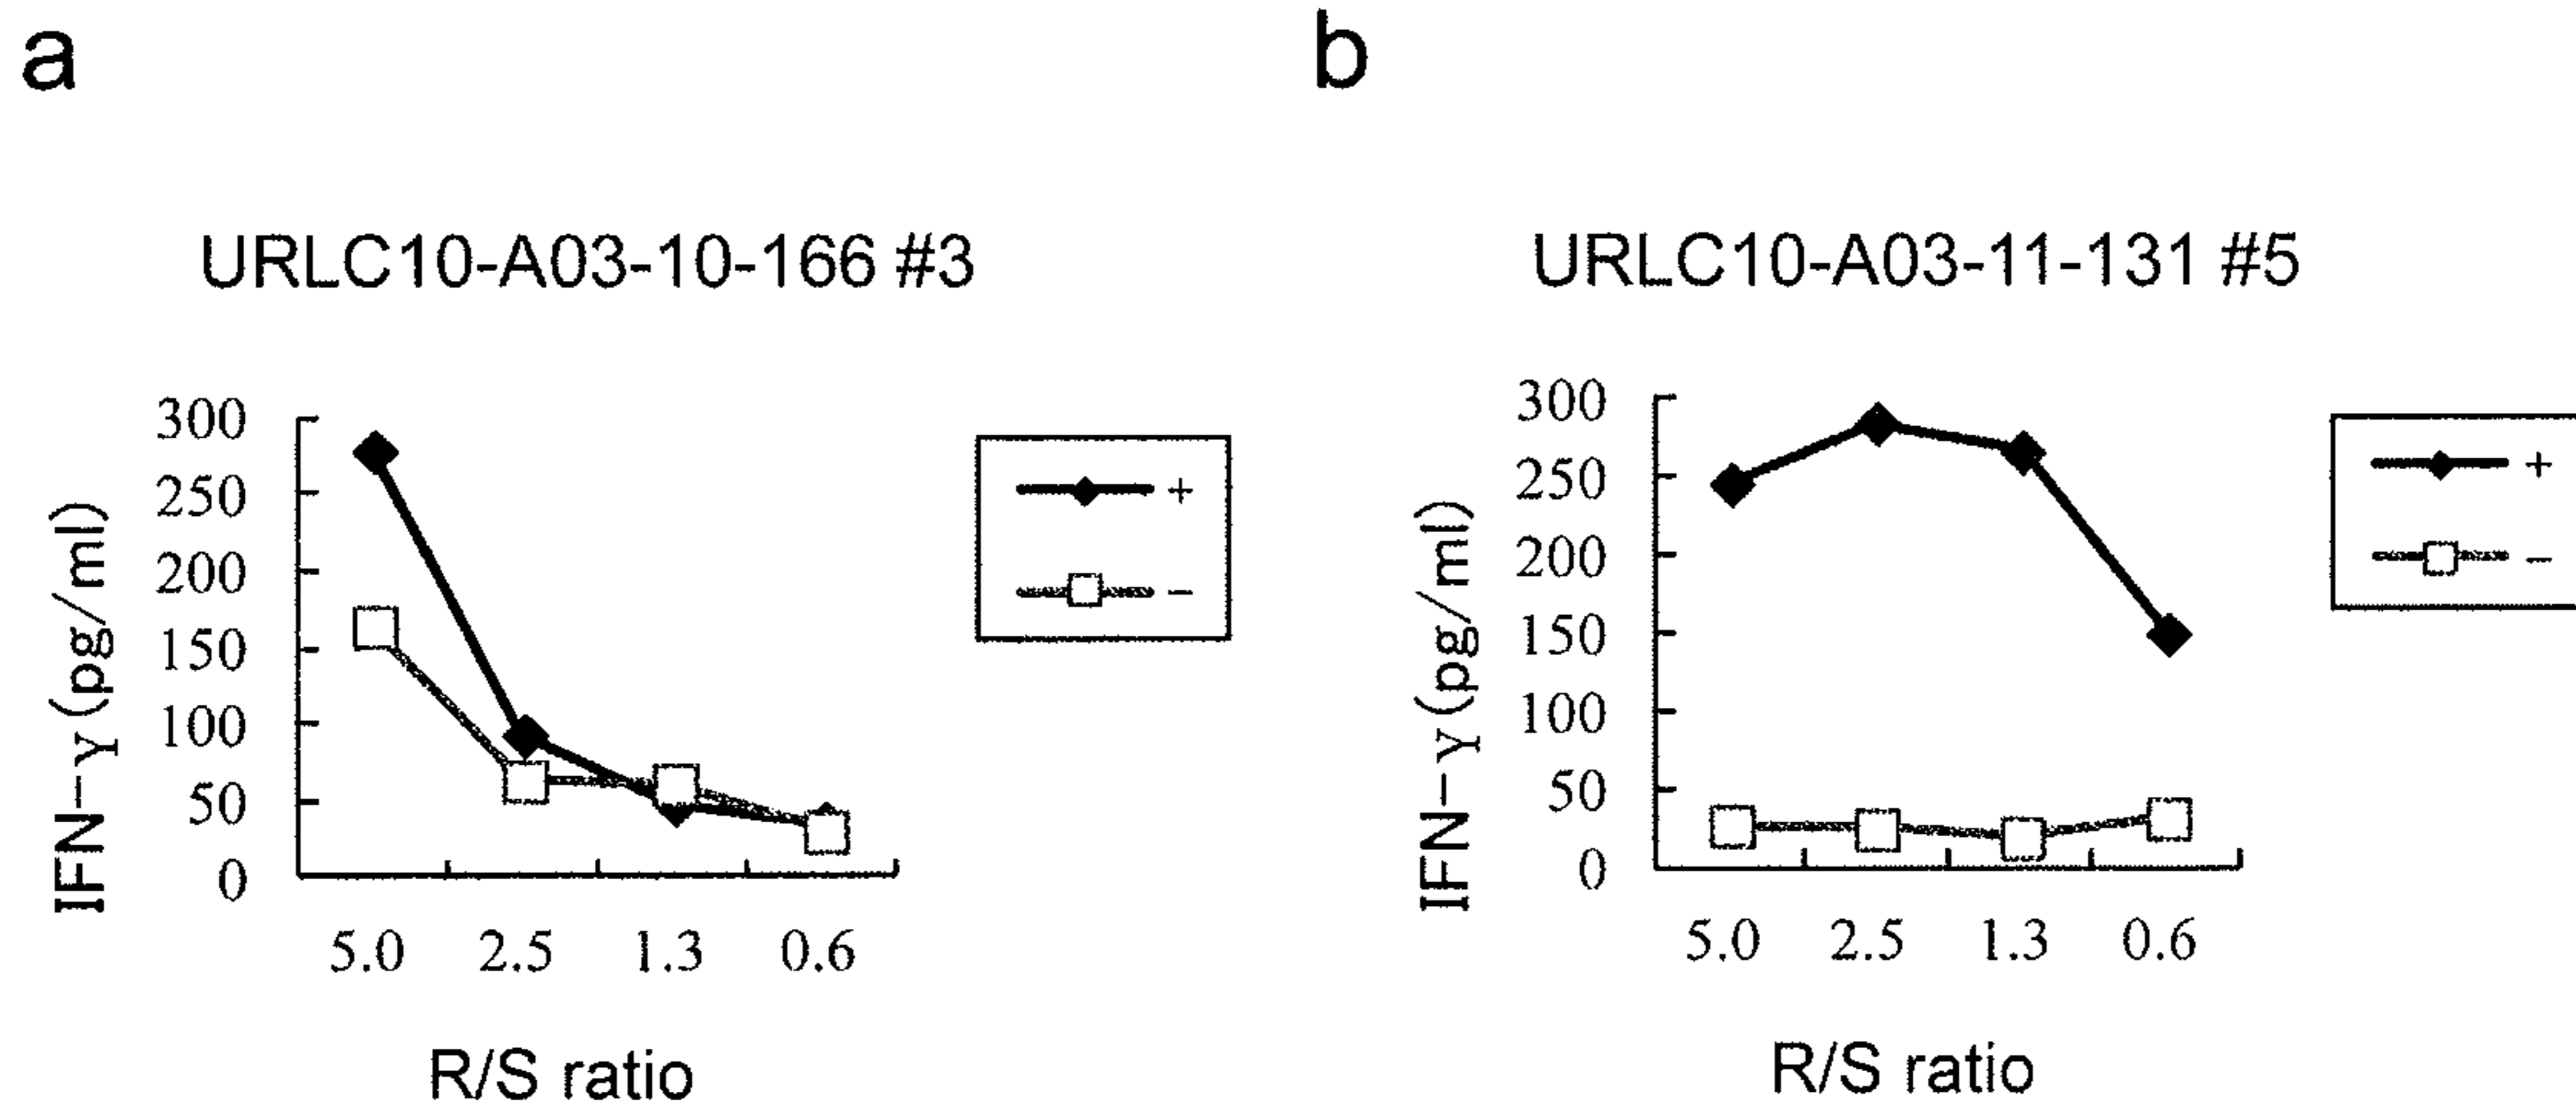 a
URLC10-A03-10-166 #3
IFN-γ (pg/ml)
300
250
200
150
100
50
0
5.0 2.5 1.3 0.6
R/S ratio
+
−
b
URLC10-A03-11-131 #5
IFN-γ (pg/ml)
300
250
200
150
100
50
0
5.0 2.5 1.3 0.6
R/S ratio
+
−